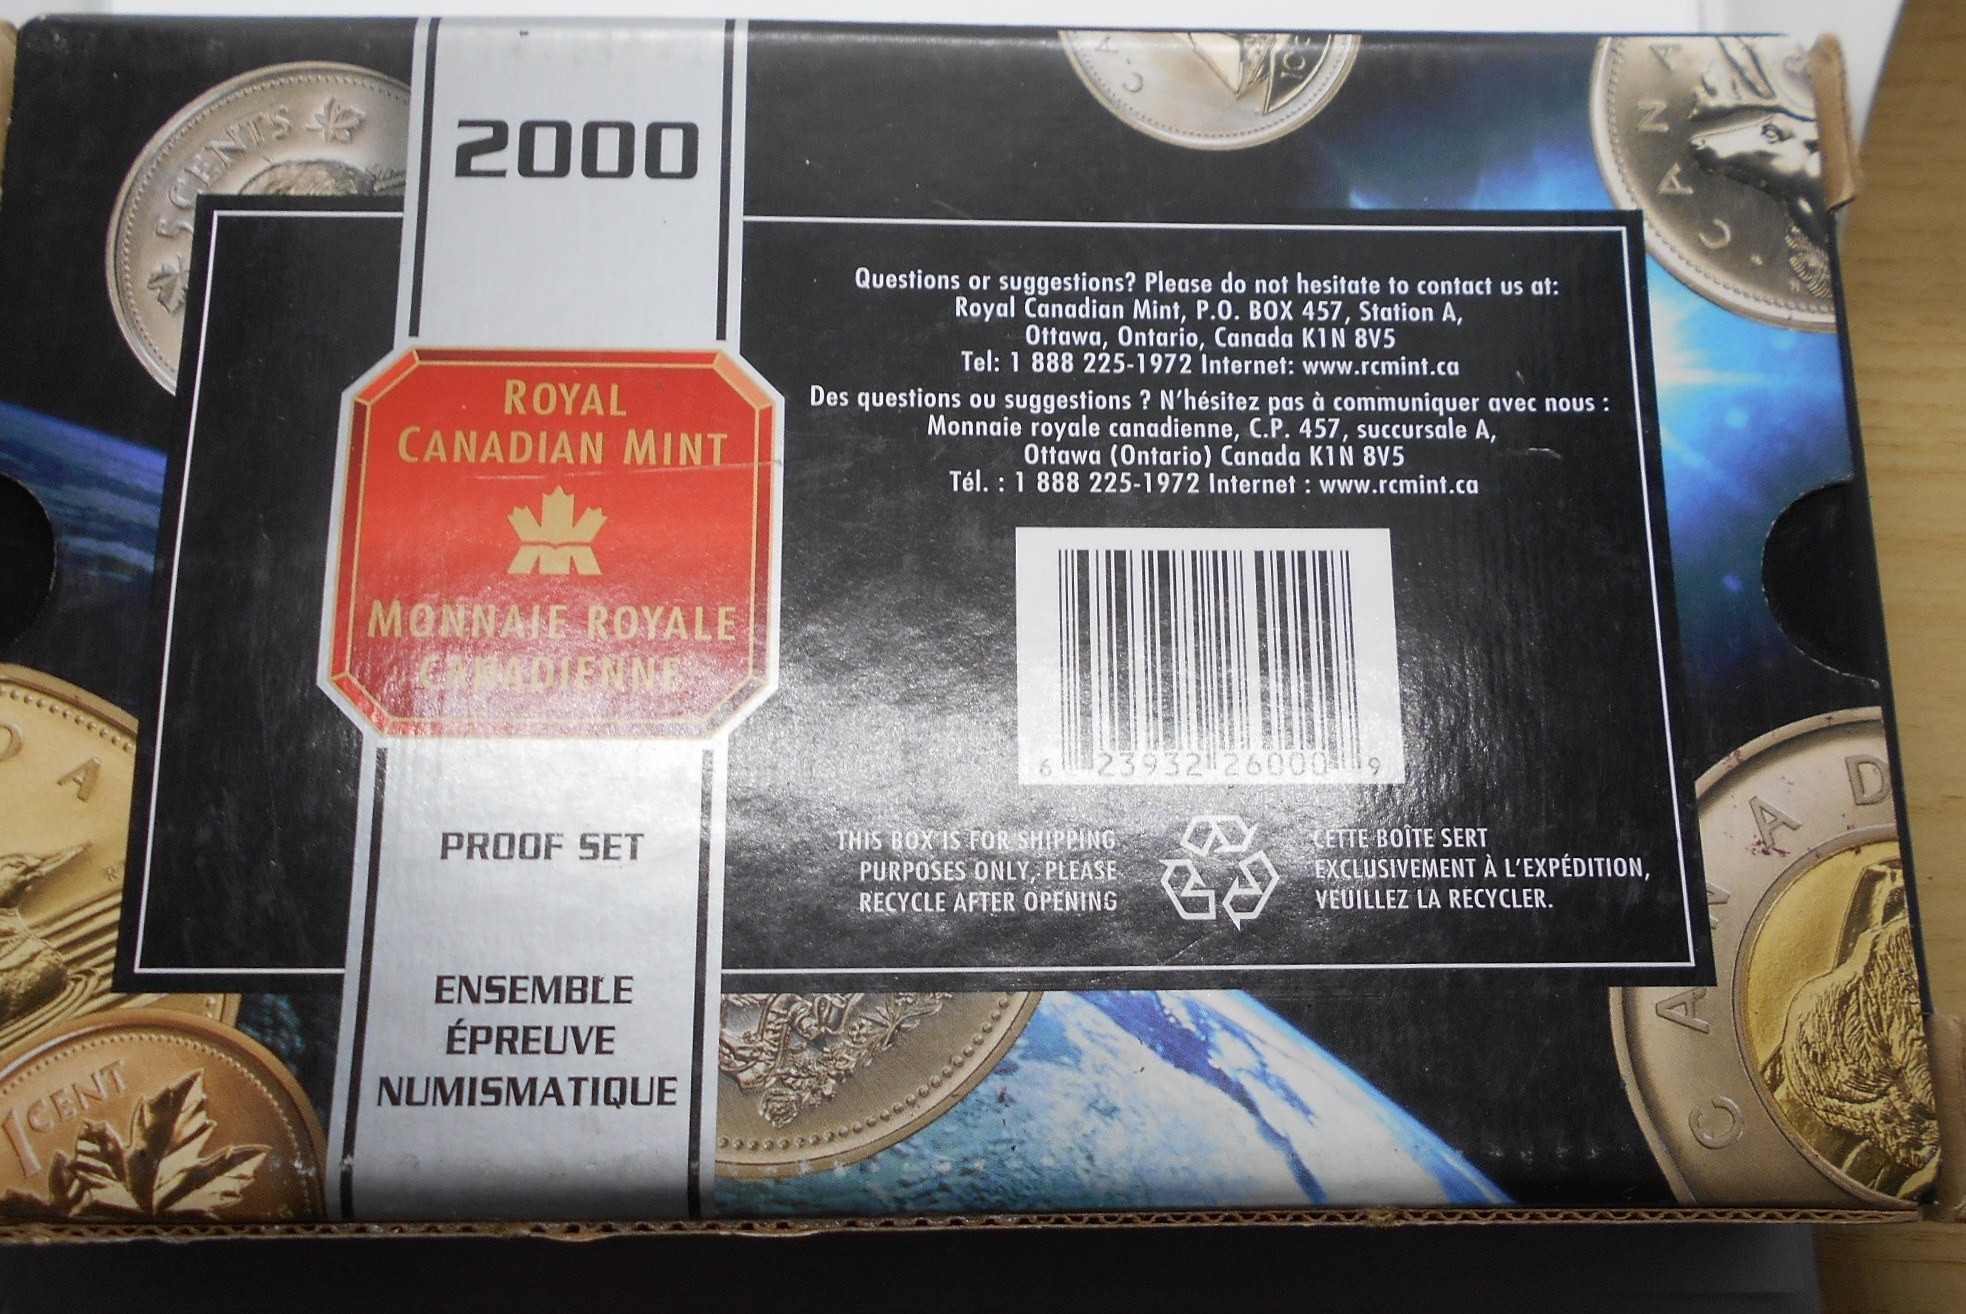 2000
ROYAL
CANADIAN MINT
MONNAIE ROYALE
CANADIENNE
PROOF SET
ENSEMBLE
ÉPREUVE
NUMISMATIQUE
Questions or suggestions? Please do not hesitate to contact us at:
Royal Canadian Mint, P.O. BOX 457, Station A,
Ottawa, Ontario, Canada K1N 8V5
Tel: 1 888 225-1972 Internet: www.rcmint.ca
Des questions ou suggestions ? N'hésitez pas à communiquer avec nous :
Monnaie royale canadienne, C.P. 457, succursale A,
Ottawa (Ontario) Canada K1N 8V5
Tél. : 1 888 225-1972 Internet : www.rcmint.ca
6 23932 26000 9
THIS BOX IS FOR SHIPPING
PURPOSES ONLY, PLEASE
RECYCLE AFTER OPENING
CETTE BOÎTE SERT
EXCLUSIVEMENT À L'EXPÉDITION,
VEUILLEZ LA RECYCLER.
5 CENTS
CANA
DA
1 CENT
CANAD